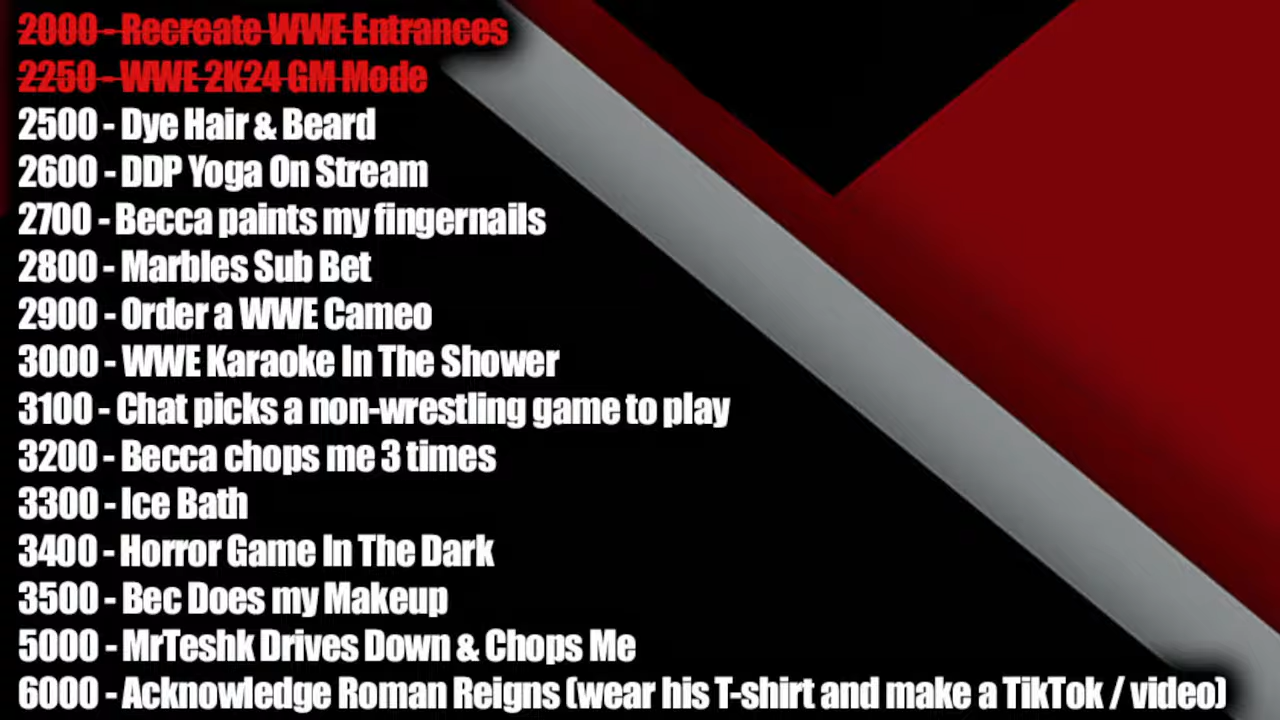 2000 - Recreate WWE Entrances
2250 - WWE 2K24 GM Mode
2500 - Dye Hair & Beard
2600 - DDP Yoga On Stream
2700 - Becca paints my fingernails
2800 - Marbles Sub Bet
2900 - Order a WWE Cameo
3000 - WWE Karaoke In The Shower
3100 - Chat picks a non-wrestling game to play
3200 - Becca chops me 3 times
3300 - Ice Bath
3400 - Horror Game In The Dark
3500 - Bec Does my Makeup
5000 - MrTeshk Drives Down & Chops Me
6000 - Acknowledge Roman Reigns (wear his T-shirt and make a TikTok / video)